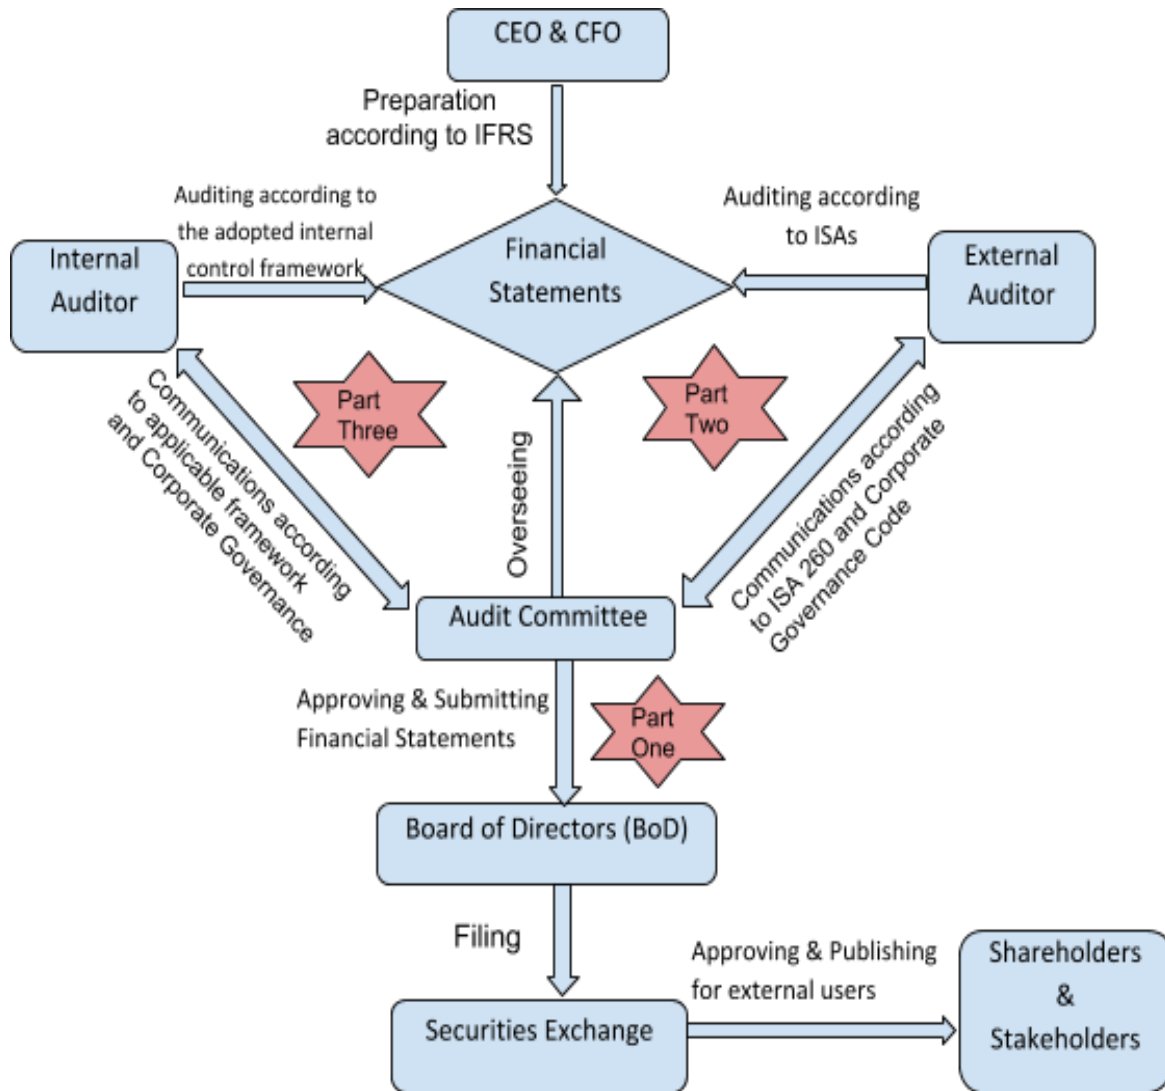 CEO & CFO
Preparation
according to IFRS
Auditing according to
the adopted internal
control framework
Auditing according
to ISAs
Internal
Auditor
Financial
Statements
External
Auditor
Part
Three
Part
Two
Communications according
to applicable framework
and Corporate Governance
Overseeing
Communications according
to ISA 260 and Corporate
Governance Code
Audit Committee
Approving & Submitting
Financial Statements
Part
One
Board of Directors (BoD)
Filing
Approving & Publishing
for external users
Securities Exchange
Shareholders
&
Stakeholders